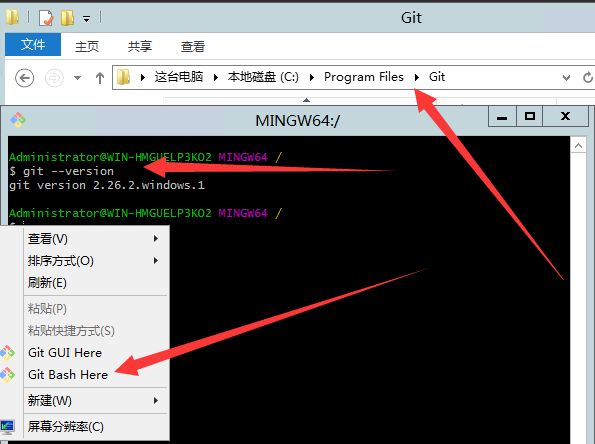 Git
文件 主页 共享 查看
这台电脑 本地磁盘 (C:) Program Files Git
MINGW64:/
Administrator@WIN-HMGUELP3KO2 MINGW64 /
$ git --version
git version 2.26.2.windows.1
Administrator@WIN-HMGUELP3KO2 MINGW64 /
$
查看(V)
排序方式(O)
刷新(E)
粘贴(P)
粘贴快捷方式(S)
Git GUI Here
Git Bash Here
新建(W)
屏幕分辨率(C)